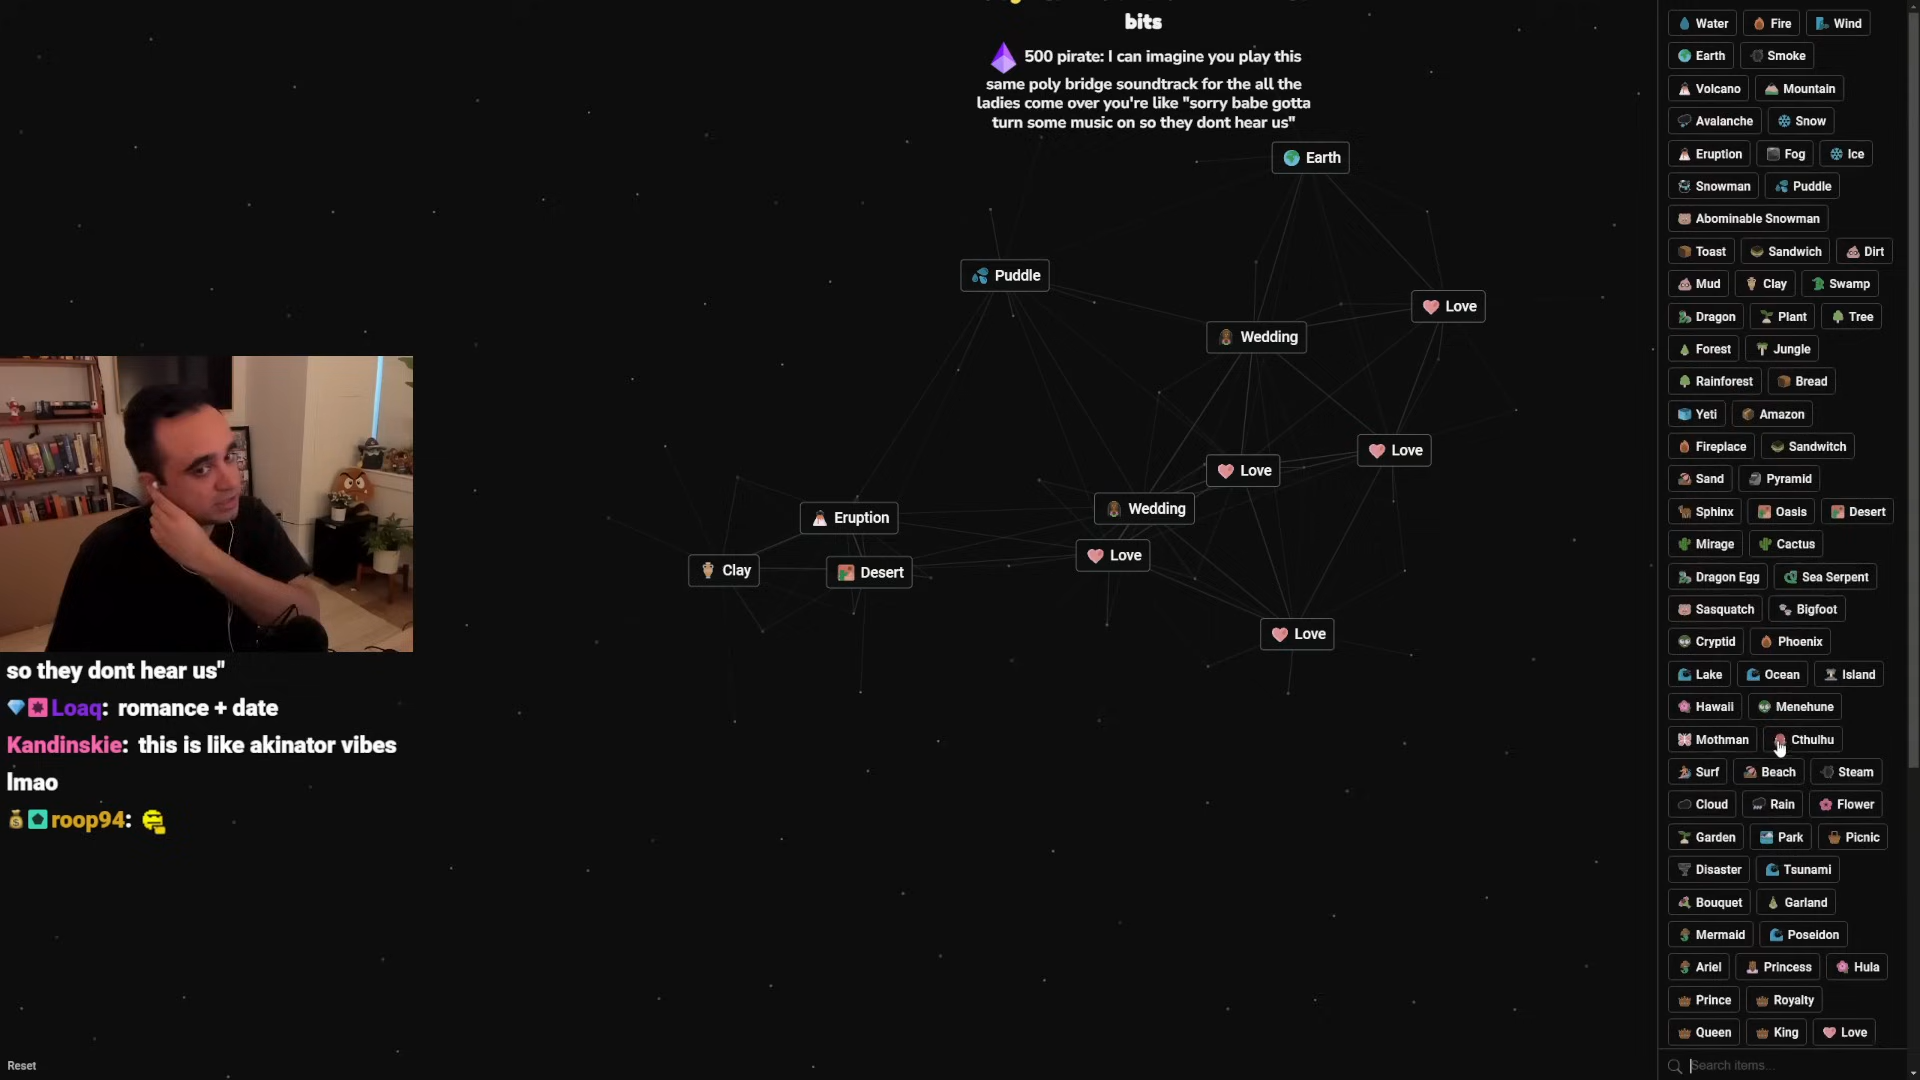 bits
500 pirate: I can imagine you play this
same poly bridge soundtrack for the all the
ladies come over you're like "sorry babe gotta
turn some music on so they dont hear us"
Earth
Puddle
Love
Wedding
Love
Love
Wedding
Eruption
Love
Clay
Desert
Love
so they dont hear us"
Loaq: romance + date
Kandinskie: this is like akinator vibes
lmao
roop94:
Reset
Water Fire Wind
Earth Smoke
Volcano Mountain
Avalanche Snow
Eruption Fog Ice
Snowman Puddle
Abominable Snowman
Toast Sandwich Dirt
Mud Clay Swamp
Dragon Plant Tree
Forest Jungle
Rainforest Bread
Yeti Amazon
Fireplace Sandwitch
Sand Pyramid
Sphinx Oasis Desert
Mirage Cactus
Dragon Egg Sea Serpent
Sasquatch Bigfoot
Cryptid Phoenix
Lake Ocean Island
Hawaii Menehune
Mothman Cthulhu
Surf Beach Steam
Cloud Rain Flower
Garden Park Picnic
Disaster Tsunami
Bouquet Garland
Mermaid Poseidon
Ariel Princess Hula
Prince Royalty
Queen King Love
Search items...